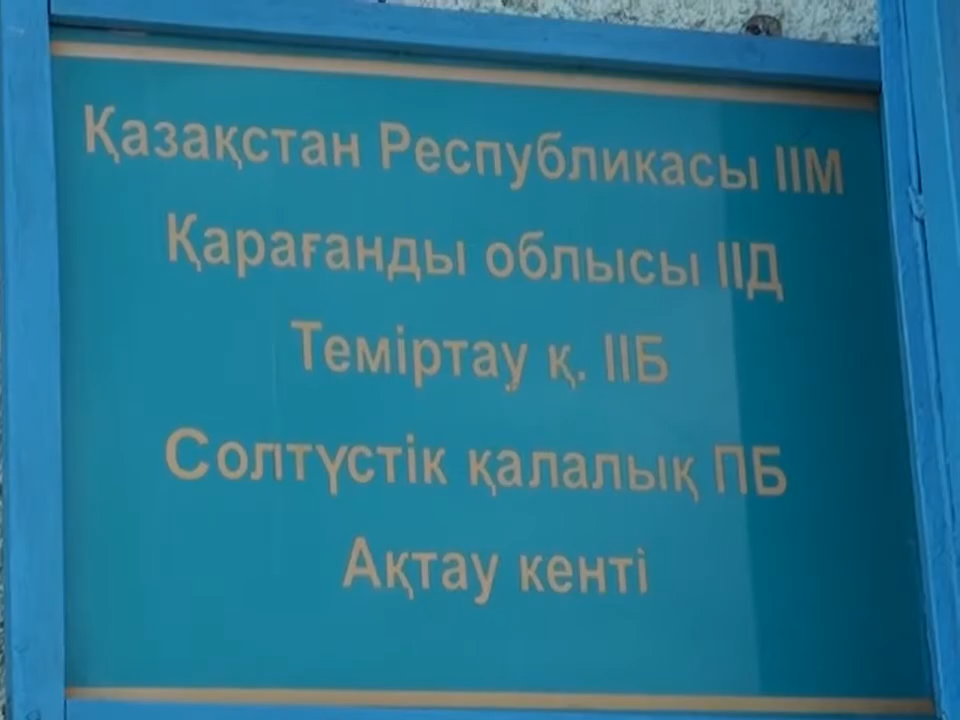 Қазақстан Республикасы ІІМ
Қарағанды облысы ІІД
Теміртау қ. ІІБ
Солтүстік қалалық ПБ
Ақтау кенті